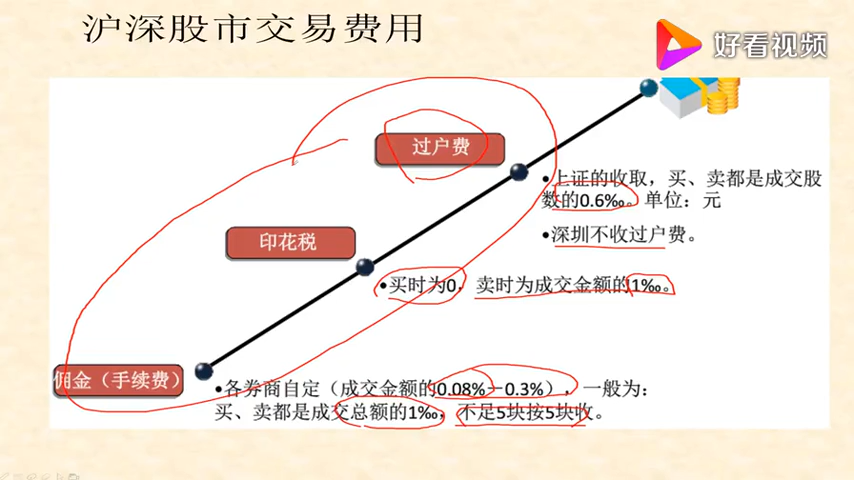 沪深股市交易费用
好看视频
过户费
•上证的收取，买、卖都是成交股
数的0.6‰。单位：元
•深圳不收过户费。
印花税
•买时为0，卖时为成交金额的1‰。
佣金（手续费）
•各券商自定（成交金额的0.08%－0.3%），一般为：
买、卖都是成交总额的1‰，不足5块按5块收。